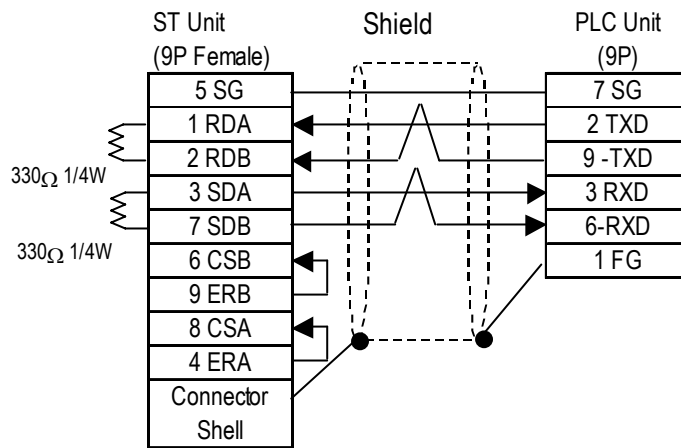 ST Unit
(9P Female)
Shield
PLC Unit
(9P)
5 SG
7 SG
1 RDA
2 TXD
2 RDB
9 -TXD
330Ω 1/4W
3 SDA
3 RXD
7 SDB
6-RXD
330Ω 1/4W
6 CSB
1 FG
9 ERB
8 CSA
4 ERA
Connector
Shell